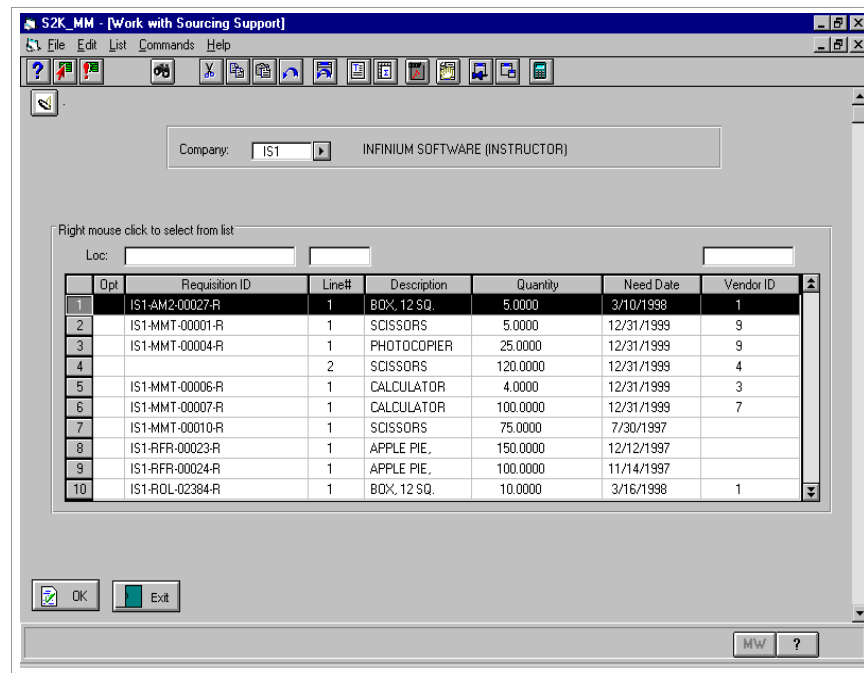 S2K_MM - [Work with Sourcing Support]
File Edit List Commands Help
Company: IS1 INFINIUM SOFTWARE (INSTRUCTOR)
Right mouse click to select from list
Loc:
Opt Requisition ID Line# Description Quantity Need Date Vendor ID
1 IS1-AM2-00027-R 1 BOX, 12 SQ. 5.0000 3/10/1998 1
2 IS1-MMT-00001-R 1 SCISSORS 5.0000 12/31/1999 9
3 IS1-MMT-00004-R 1 PHOTOCOPIER 25.0000 12/31/1999 9
4 2 SCISSORS 120.0000 12/31/1999 4
5 IS1-MMT-00006-R 1 CALCULATOR 4.0000 12/31/1999 3
6 IS1-MMT-00007-R 1 CALCULATOR 100.0000 12/31/1999 7
7 IS1-MMT-00010-R 1 SCISSORS 75.0000 7/30/1997
8 IS1-RFR-00023-R 1 APPLE PIE, 150.0000 12/12/1997
9 IS1-RFR-00024-R 1 APPLE PIE, 100.0000 11/14/1997
10 IS1-ROL-02384-R 1 BOX, 12 SQ. 10.0000 3/16/1998 1
OK Exit
MW ?